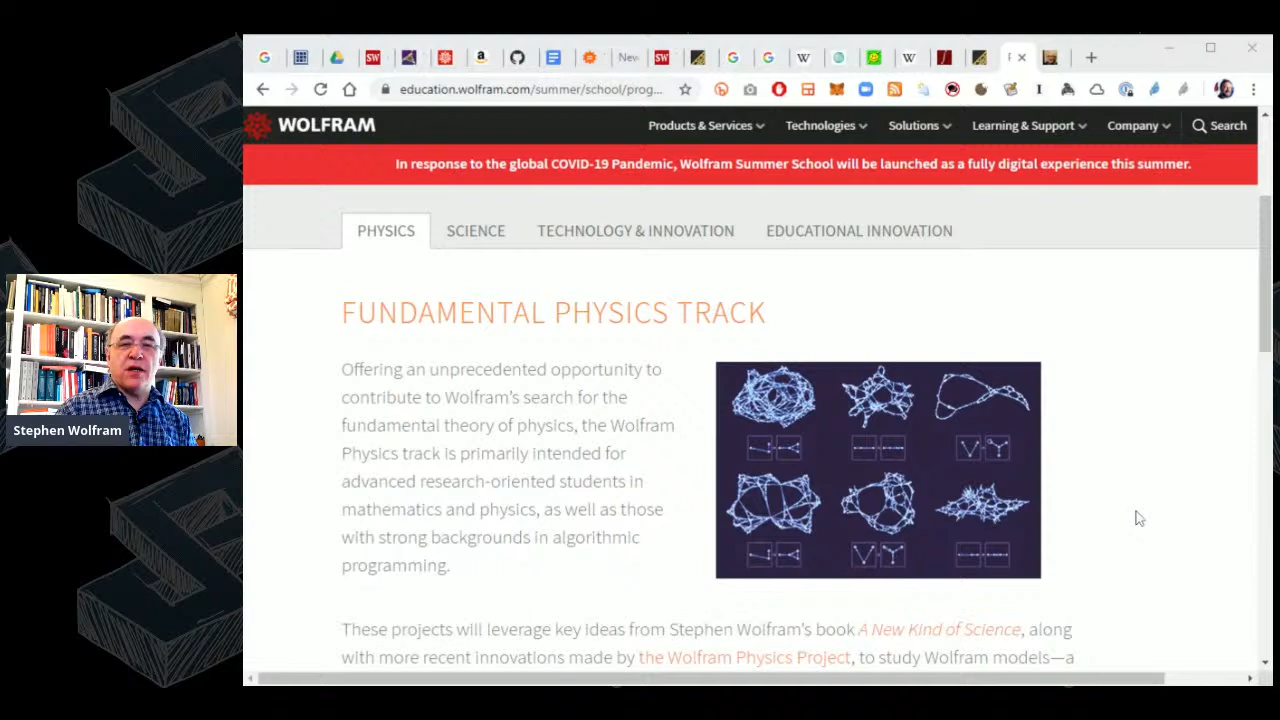 New
education.wolfram.com/summer/school/prog...
WOLFRAM
Products & Services
Technologies
Solutions
Learning & Support
Company
Search
In response to the global COVID-19 Pandemic, Wolfram Summer School will be launched as a fully digital experience this summer.
PHYSICS
SCIENCE
TECHNOLOGY & INNOVATION
EDUCATIONAL INNOVATION
FUNDAMENTAL PHYSICS TRACK
Offering an unprecedented opportunity to
contribute to Wolfram's search for the
fundamental theory of physics, the Wolfram
Physics track is primarily intended for
advanced research-oriented students in
mathematics and physics, as well as those
with strong backgrounds in algorithmic
programming.
These projects will leverage key ideas from Stephen Wolfram's book A New Kind of Science, along
with more recent innovations made by the Wolfram Physics Project, to study Wolfram models—a
Stephen Wolfram